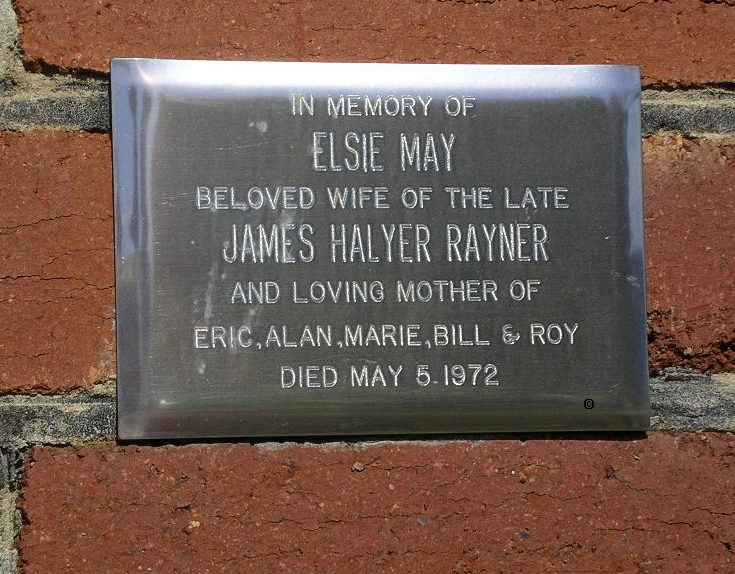 IN MEMORY OF
ELSIE MAY
BELOVED WIFE OF THE LATE
JAMES HALYER RAYNER
AND LOVING MOTHER OF
ERIC, ALAN, MARIE, BILL & ROY
DIED MAY 5.1972
©